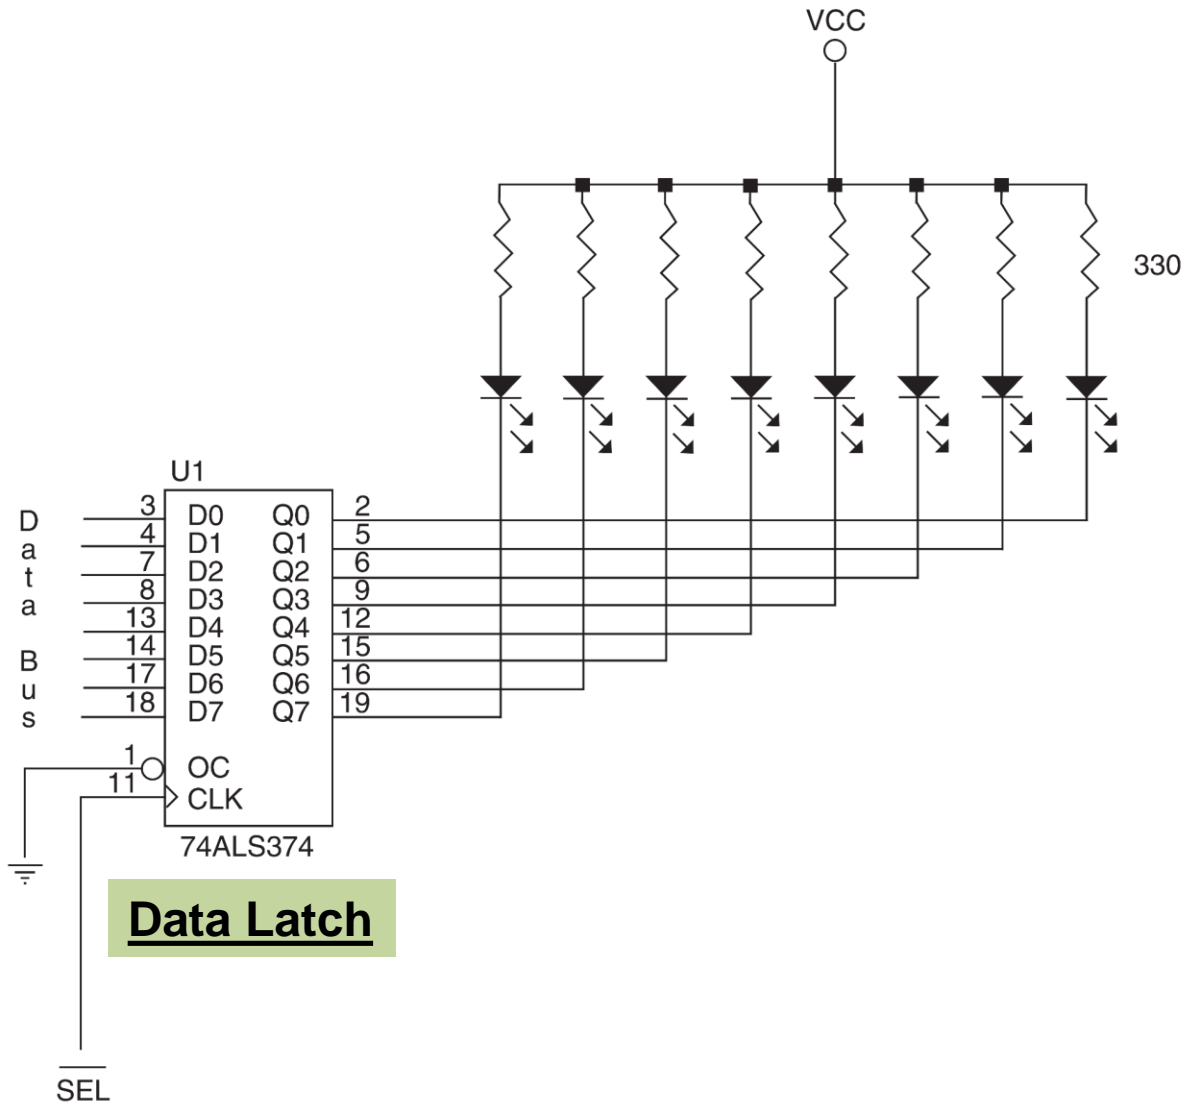 VCC
330
U1
Data Bus
3 D0 Q0 2
4 D1 Q1 5
7 D2 Q2 6
8 D3 Q3 9
13 D4 Q4 12
14 D5 Q5 15
17 D6 Q6 16
18 D7 Q7 19
1 OC
11 CLK
74ALS374
Data Latch
SEL